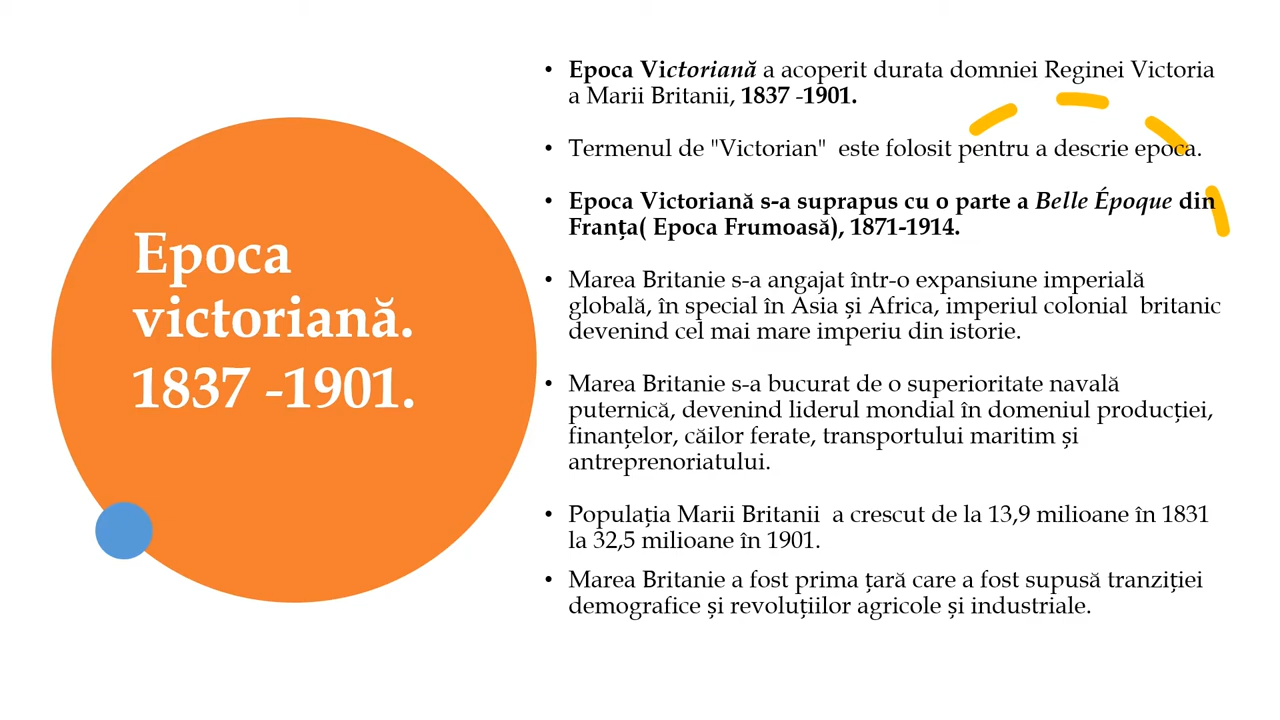 Epoca
victoriană.
1837 -1901.
• Epoca Victoriană a acoperit durata domniei Reginei Victoria
a Marii Britanii, 1837 -1901.
• Termenul de "Victorian"  este folosit pentru a descrie epoca.
• Epoca Victoriană s-a suprapus cu o parte a Belle Époque din
Franța( Epoca Frumoasă), 1871-1914.
• Marea Britanie s-a angajat într-o expansiune imperială
globală, în special în Asia și Africa, imperiul colonial  britanic
devenind cel mai mare imperiu din istorie.
• Marea Britanie s-a bucurat de o superioritate navală
puternică, devenind liderul mondial în domeniul producției,
finanțelor, căilor ferate, transportului maritim și
antreprenoriatului.
• Populația Marii Britanii  a crescut de la 13,9 milioane în 1831
la 32,5 milioane în 1901.
• Marea Britanie a fost prima țară care a fost supusă tranziției
demografice și revoluțiilor agricole și industriale.